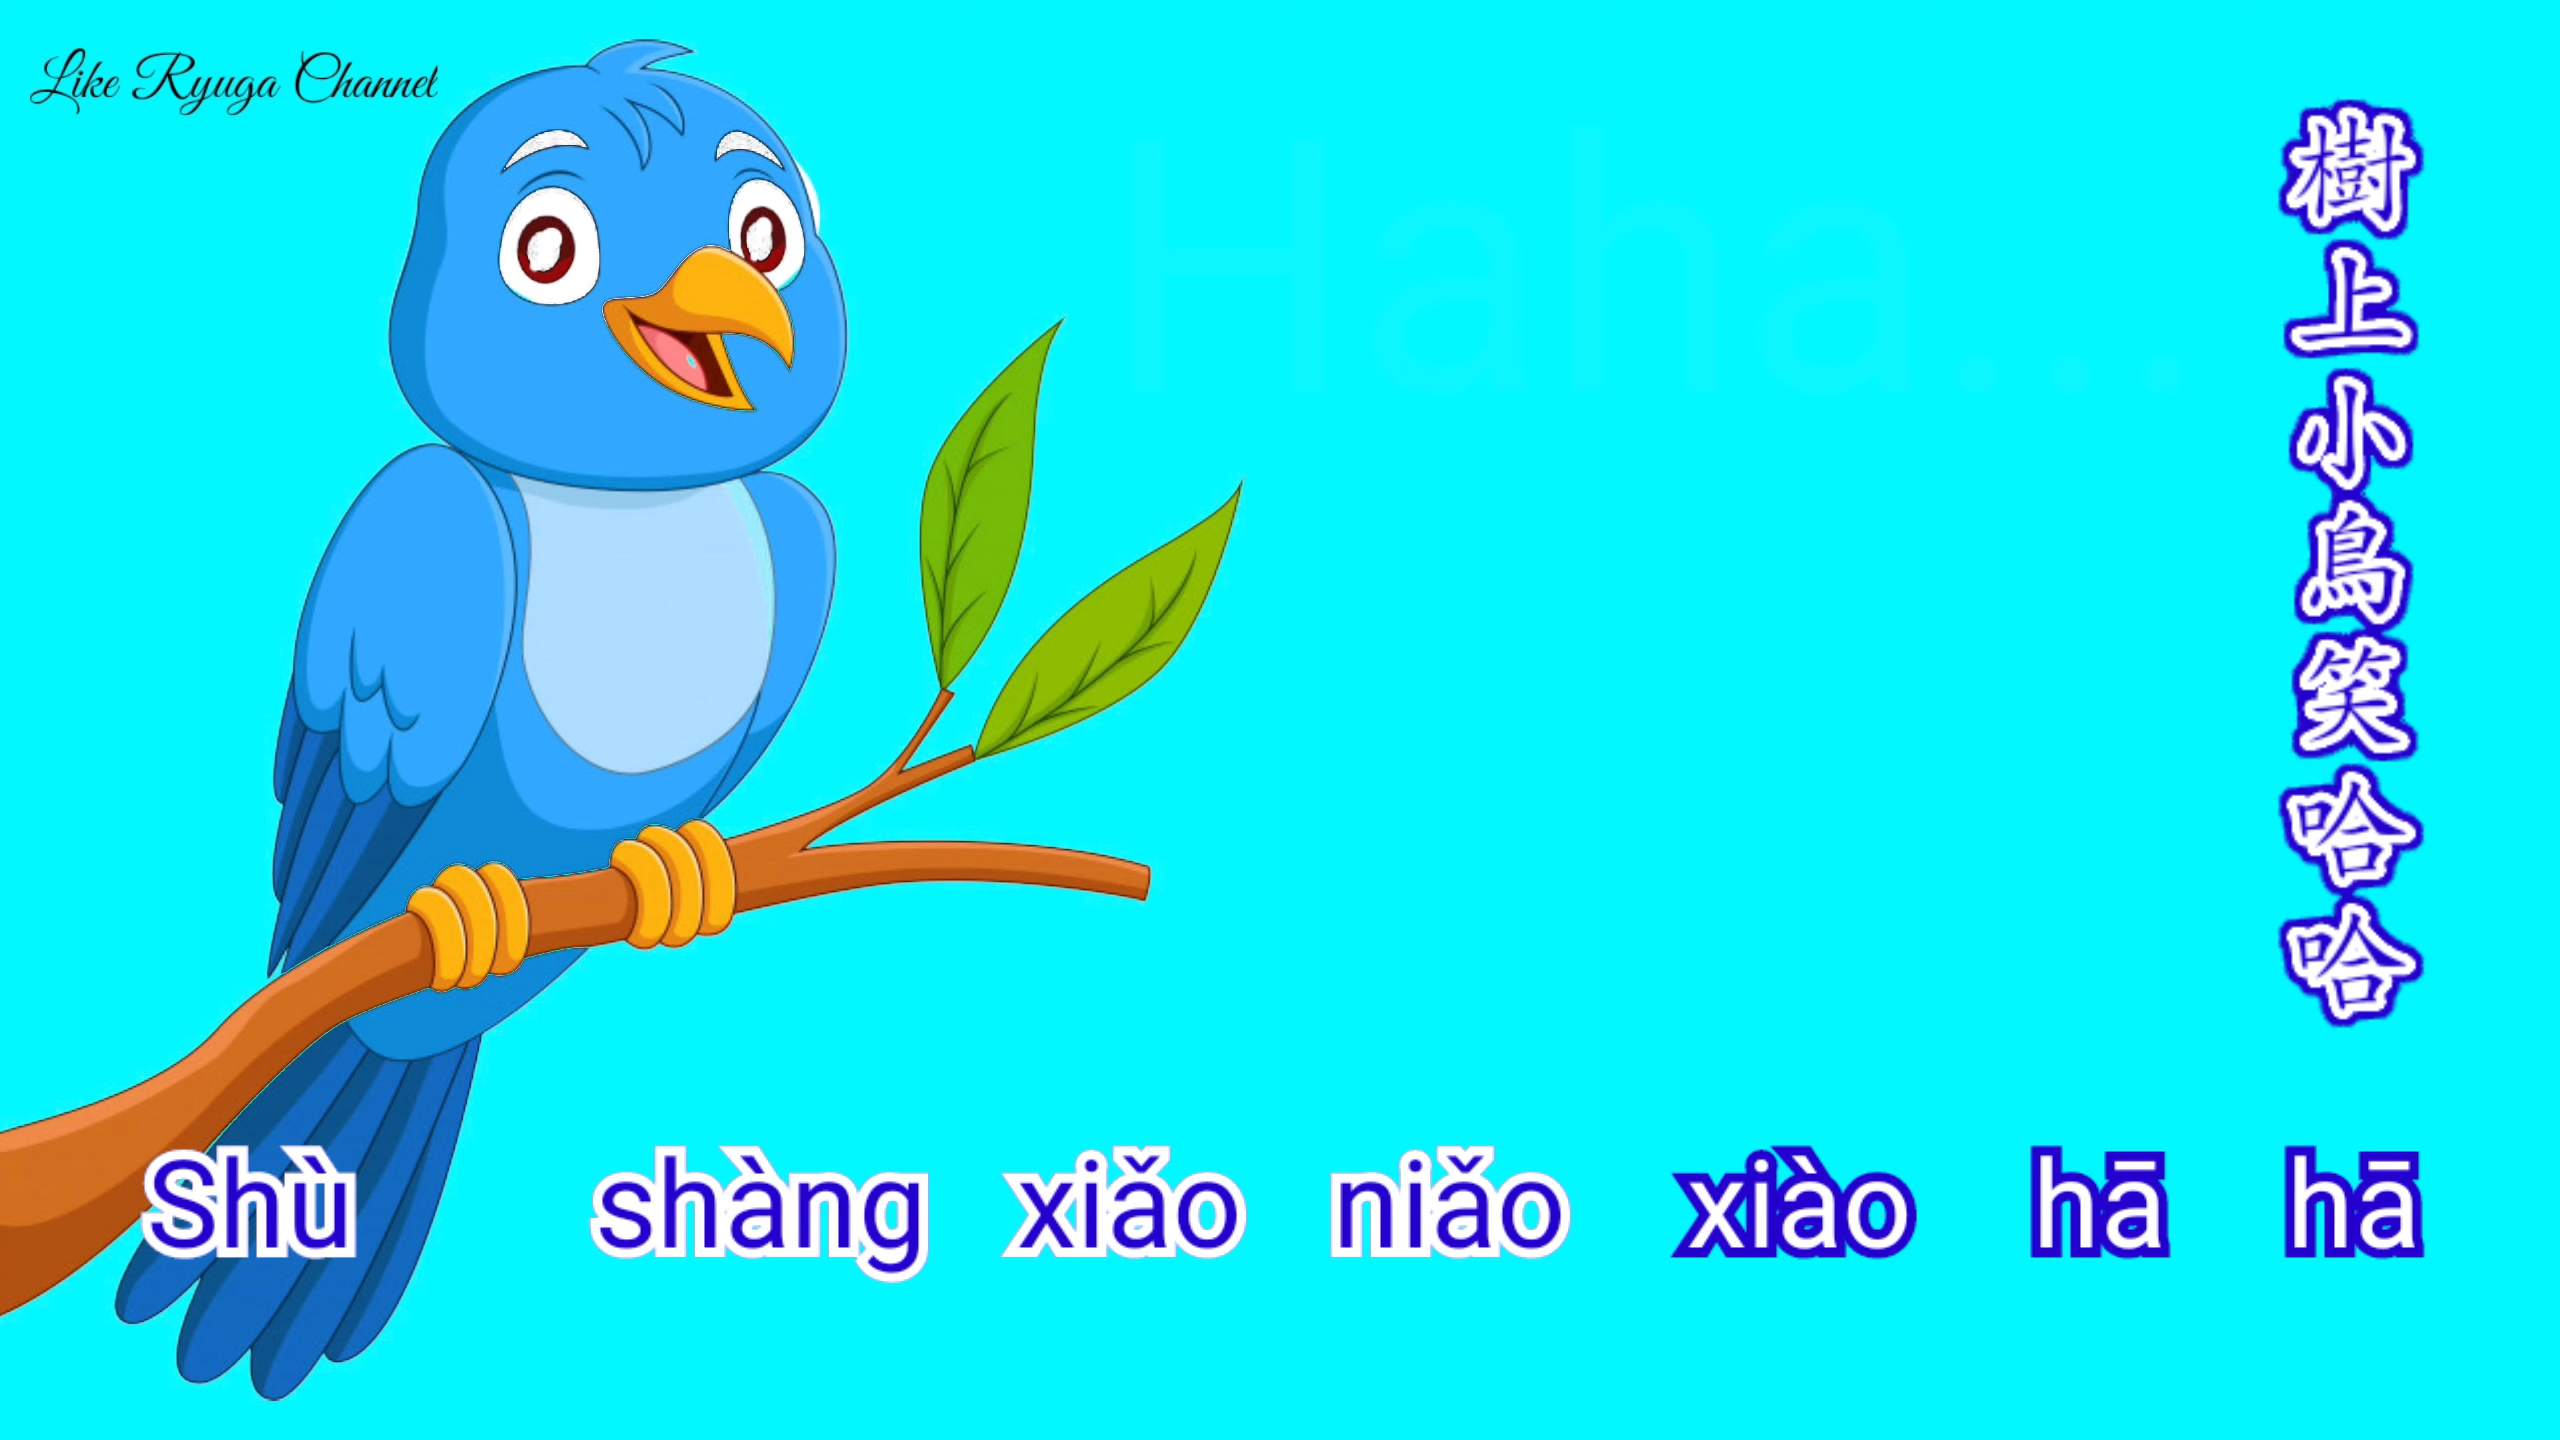 Like Ryuga Channel
Haha...
樹上小鳥笑哈哈
Shù shàng xiǎo niǎo xiào hā hā